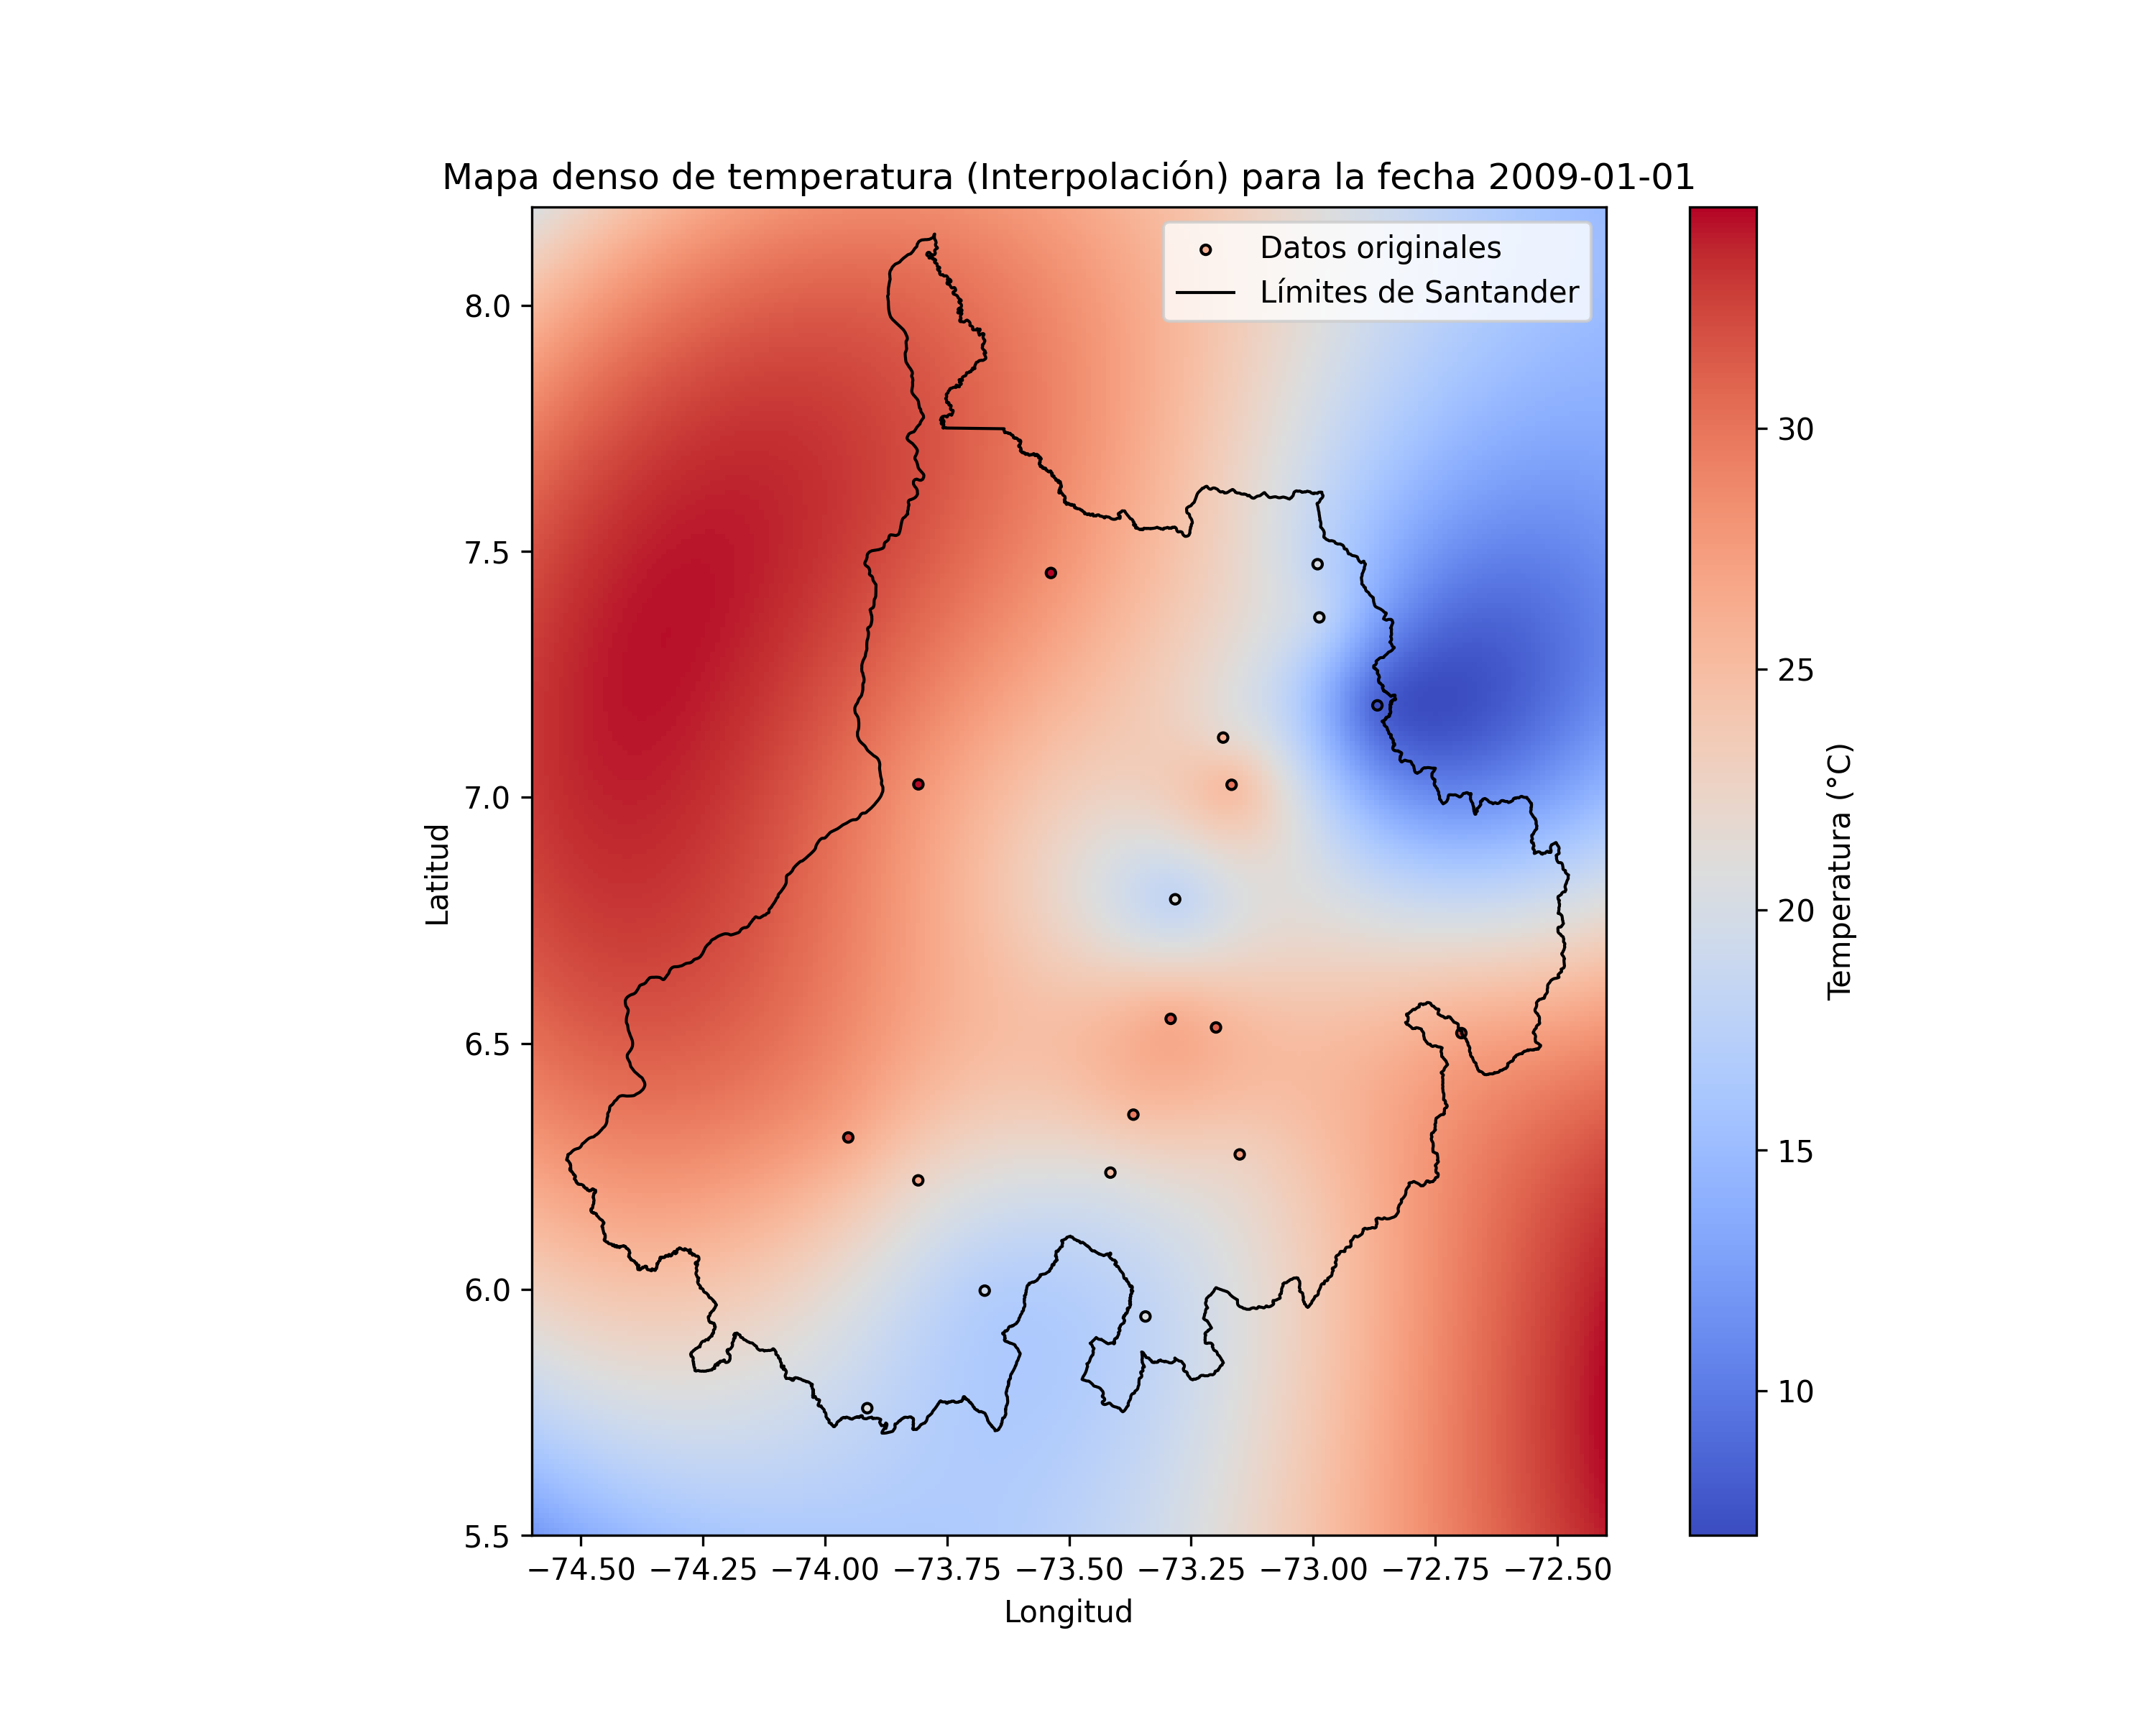 Mapa denso de temperatura (Interpolación) para la fecha 2009-01-01
Datos originales
Límites de Santander
8.0
7.5
7.0
6.5
6.0
5.5
Latitud
−74.50 −74.25 −74.00 −73.75 −73.50 −73.25 −73.00 −72.75 −72.50
Longitud
30
25
20
15
10
Temperatura (°C)